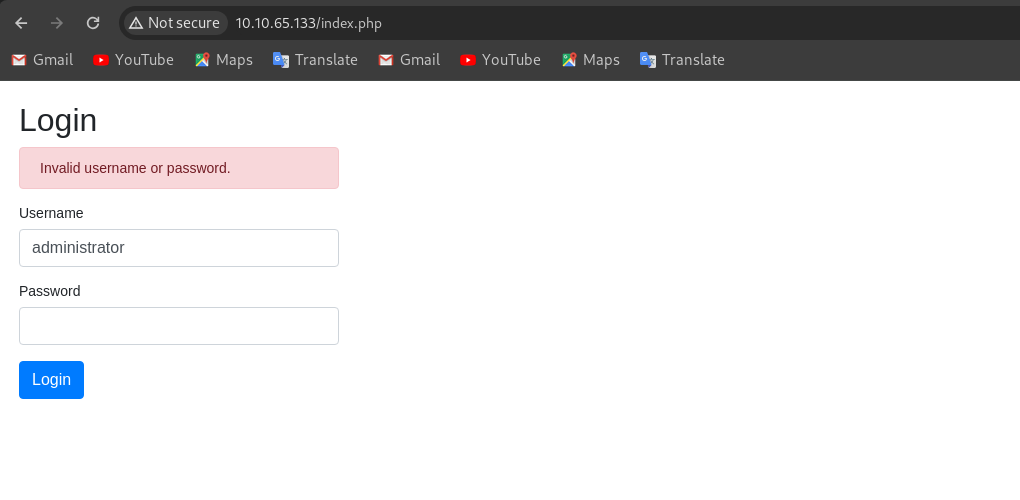 Not secure 10.10.65.133/index.php
Gmail YouTube Maps Translate Gmail YouTube Maps Translate
Login
Invalid username or password.
Username
administrator
Password
Login